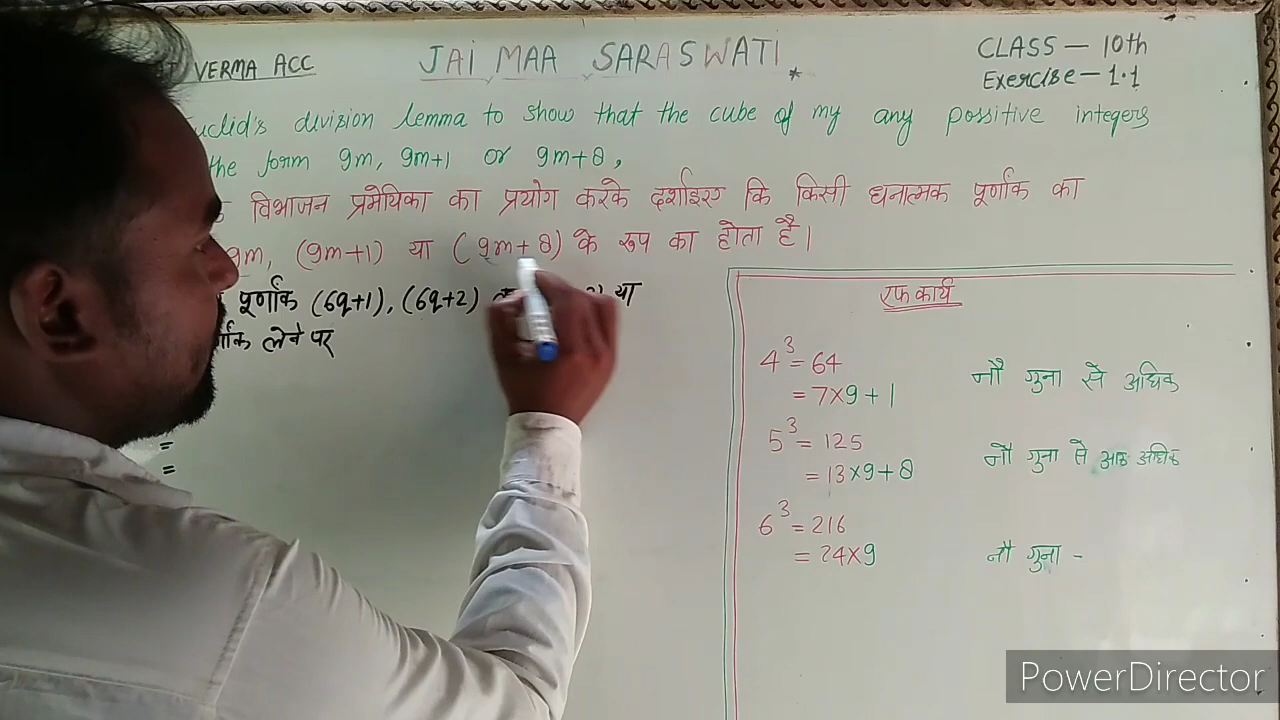 VERMA ACC
JAI MAA SARASWATI
CLASS - 10th
Exercise - 1.1
division lemma to show that the cube of my any possitive integers
the form 9m, 9m+1 or 9m+8,
विभाजन प्रमेयिका का प्रयोग करके दर्शाइए कि किसी धनात्मक पूर्णांक का
9m, (9m+1) या (9m+8) के रूप का होता है।
पूर्णांक (6q+1), (6q+2) या
लेने पर
=
=
रफ कार्य
4³ = 64
= 7×9+1 नौ गुना से अधिक
5³ = 125
= 13×9+8 नौ गुना से आठ अधिक
6³ = 216
= 24×9 नौ गुना -
PowerDirector